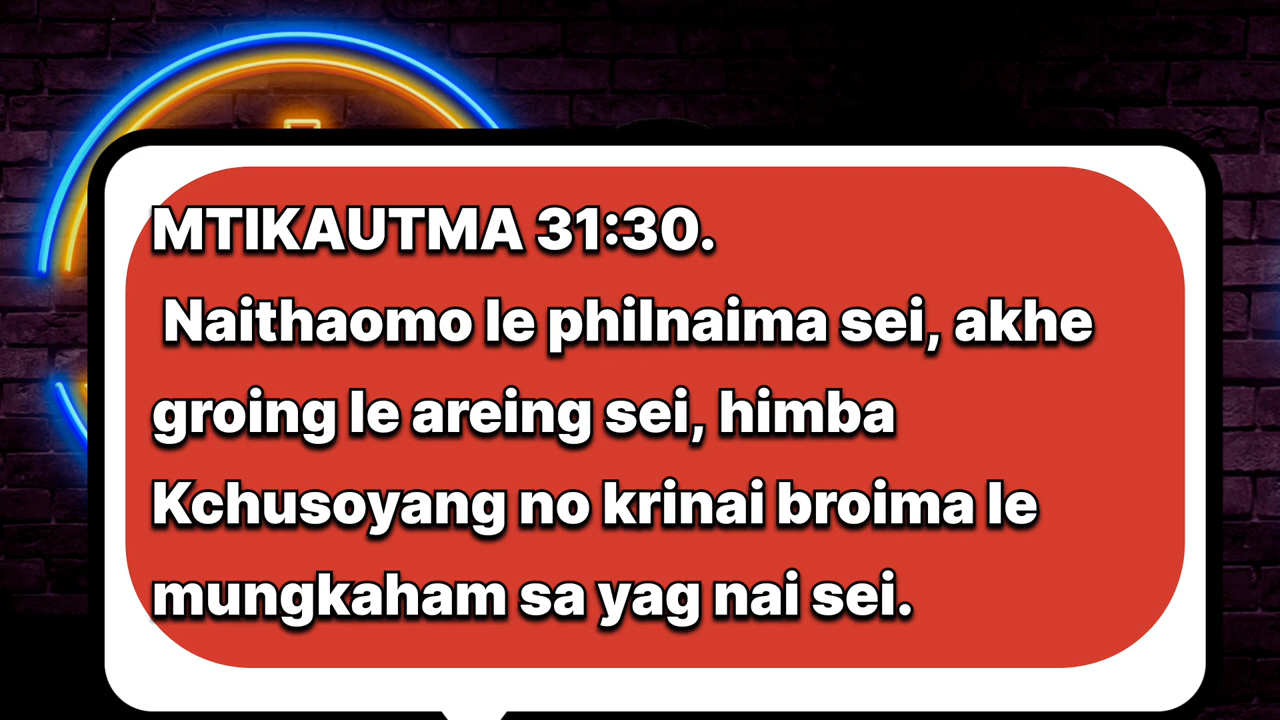 MTIKAUTMA 31:30.
Naithaomo le philnaima sei, akhe
groing le areing sei, himba
Kchusoyang no krinai broima le
mungkaham sa yag nai sei.